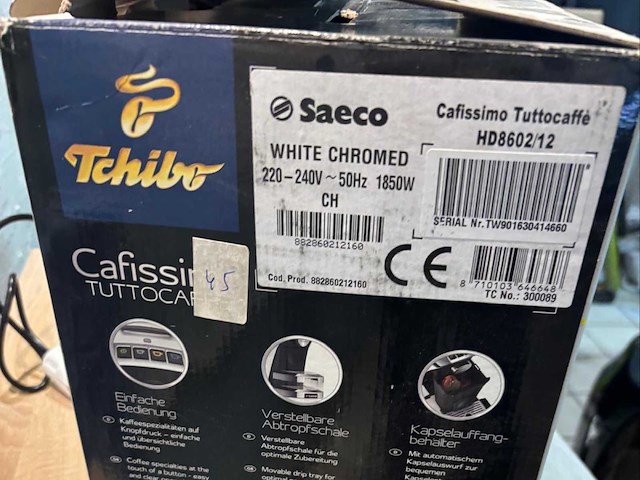 Tchibo
Saeco
WHITE CHROMED
220-240V ~ 50Hz 1850W
CH
882860212160
Cod. Prod. 882860212160
Cafissimo Tuttocaffè
HD8602/12
SERIAL Nr.TW901630414660
CE
8 710103 646648
TC No.: 300089
45
TUTTOCAF
Einfache
Bedienung
Kaffeespezialitäten auf
Knopfdruck – einfache
und übersichtliche
Bedienung
Coffee specialties at the
touch of a button - easy
and clear
Verstellbare
Abtropfschale
Verstellbare
Abtropfschale für die
optimale Zubereitung
Movable drip tray for
Kapselauffang-
behälter
Mit automatischem
Kapselauswurf zur
bequemen